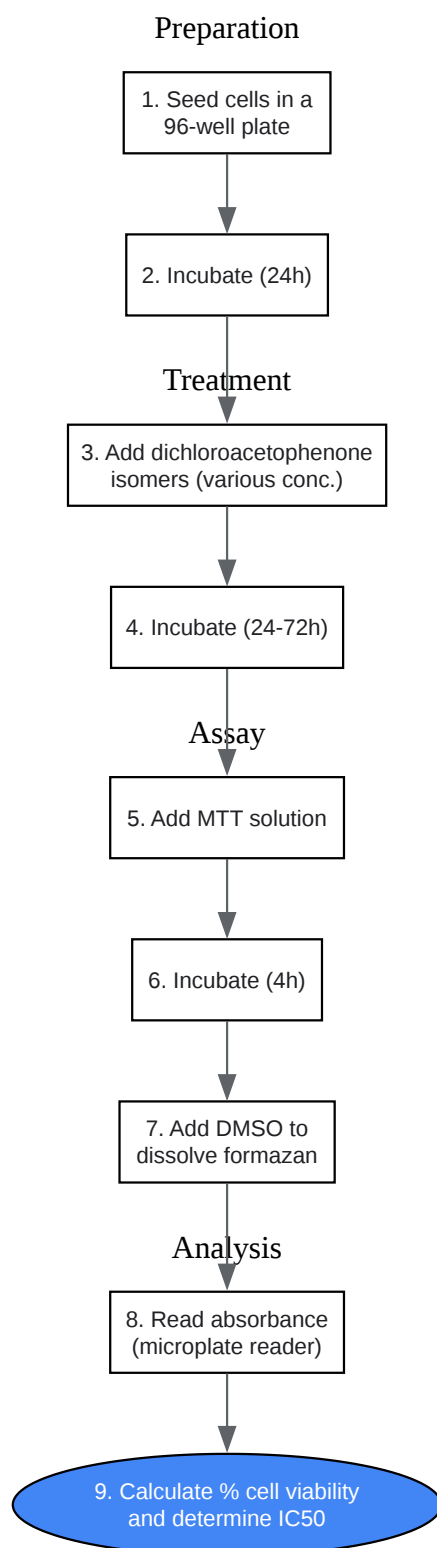 Preparation
1. Seed cells in a
96-well plate
2. Incubate (24h)
Treatment
3. Add dichloroacetophenone
isomers (various conc.)
4. Incubate (24-72h)
Assay
5. Add MTT solution
6. Incubate (4h)
7. Add DMSO to
dissolve formazan
Analysis
8. Read absorbance
(microplate reader)
9. Calculate % cell viability
and determine IC50